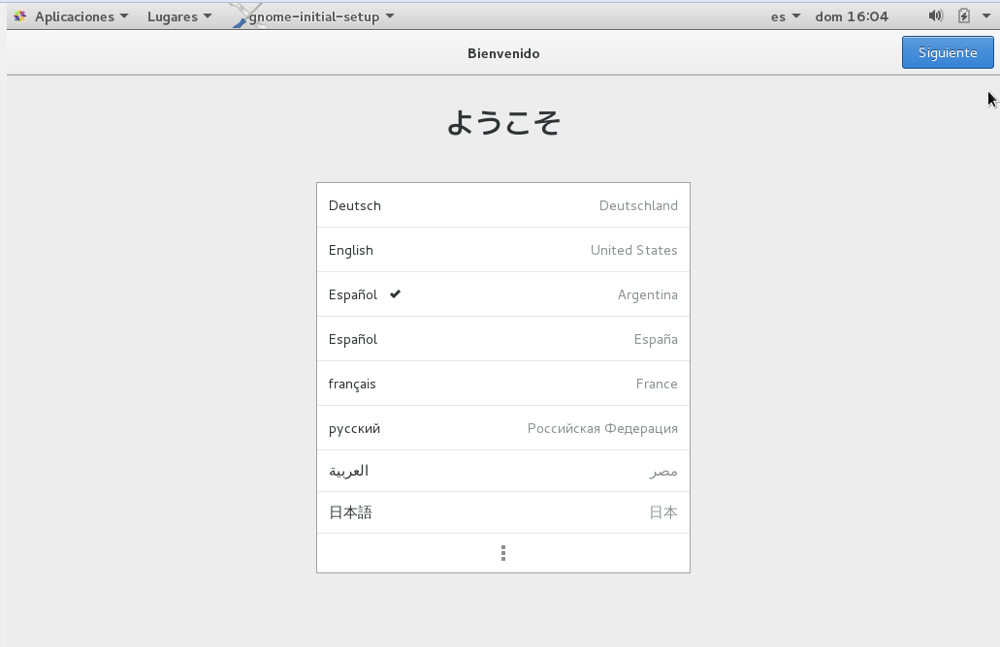 Aplicaciones Lugares gnome-initial-setup es dom 16:04
Bienvenido Siguiente
ようこそ
Deutsch Deutschland
English United States
Español Argentina
Español España
français France
русский Российская Федерация
العربية مصر
日本語 日本